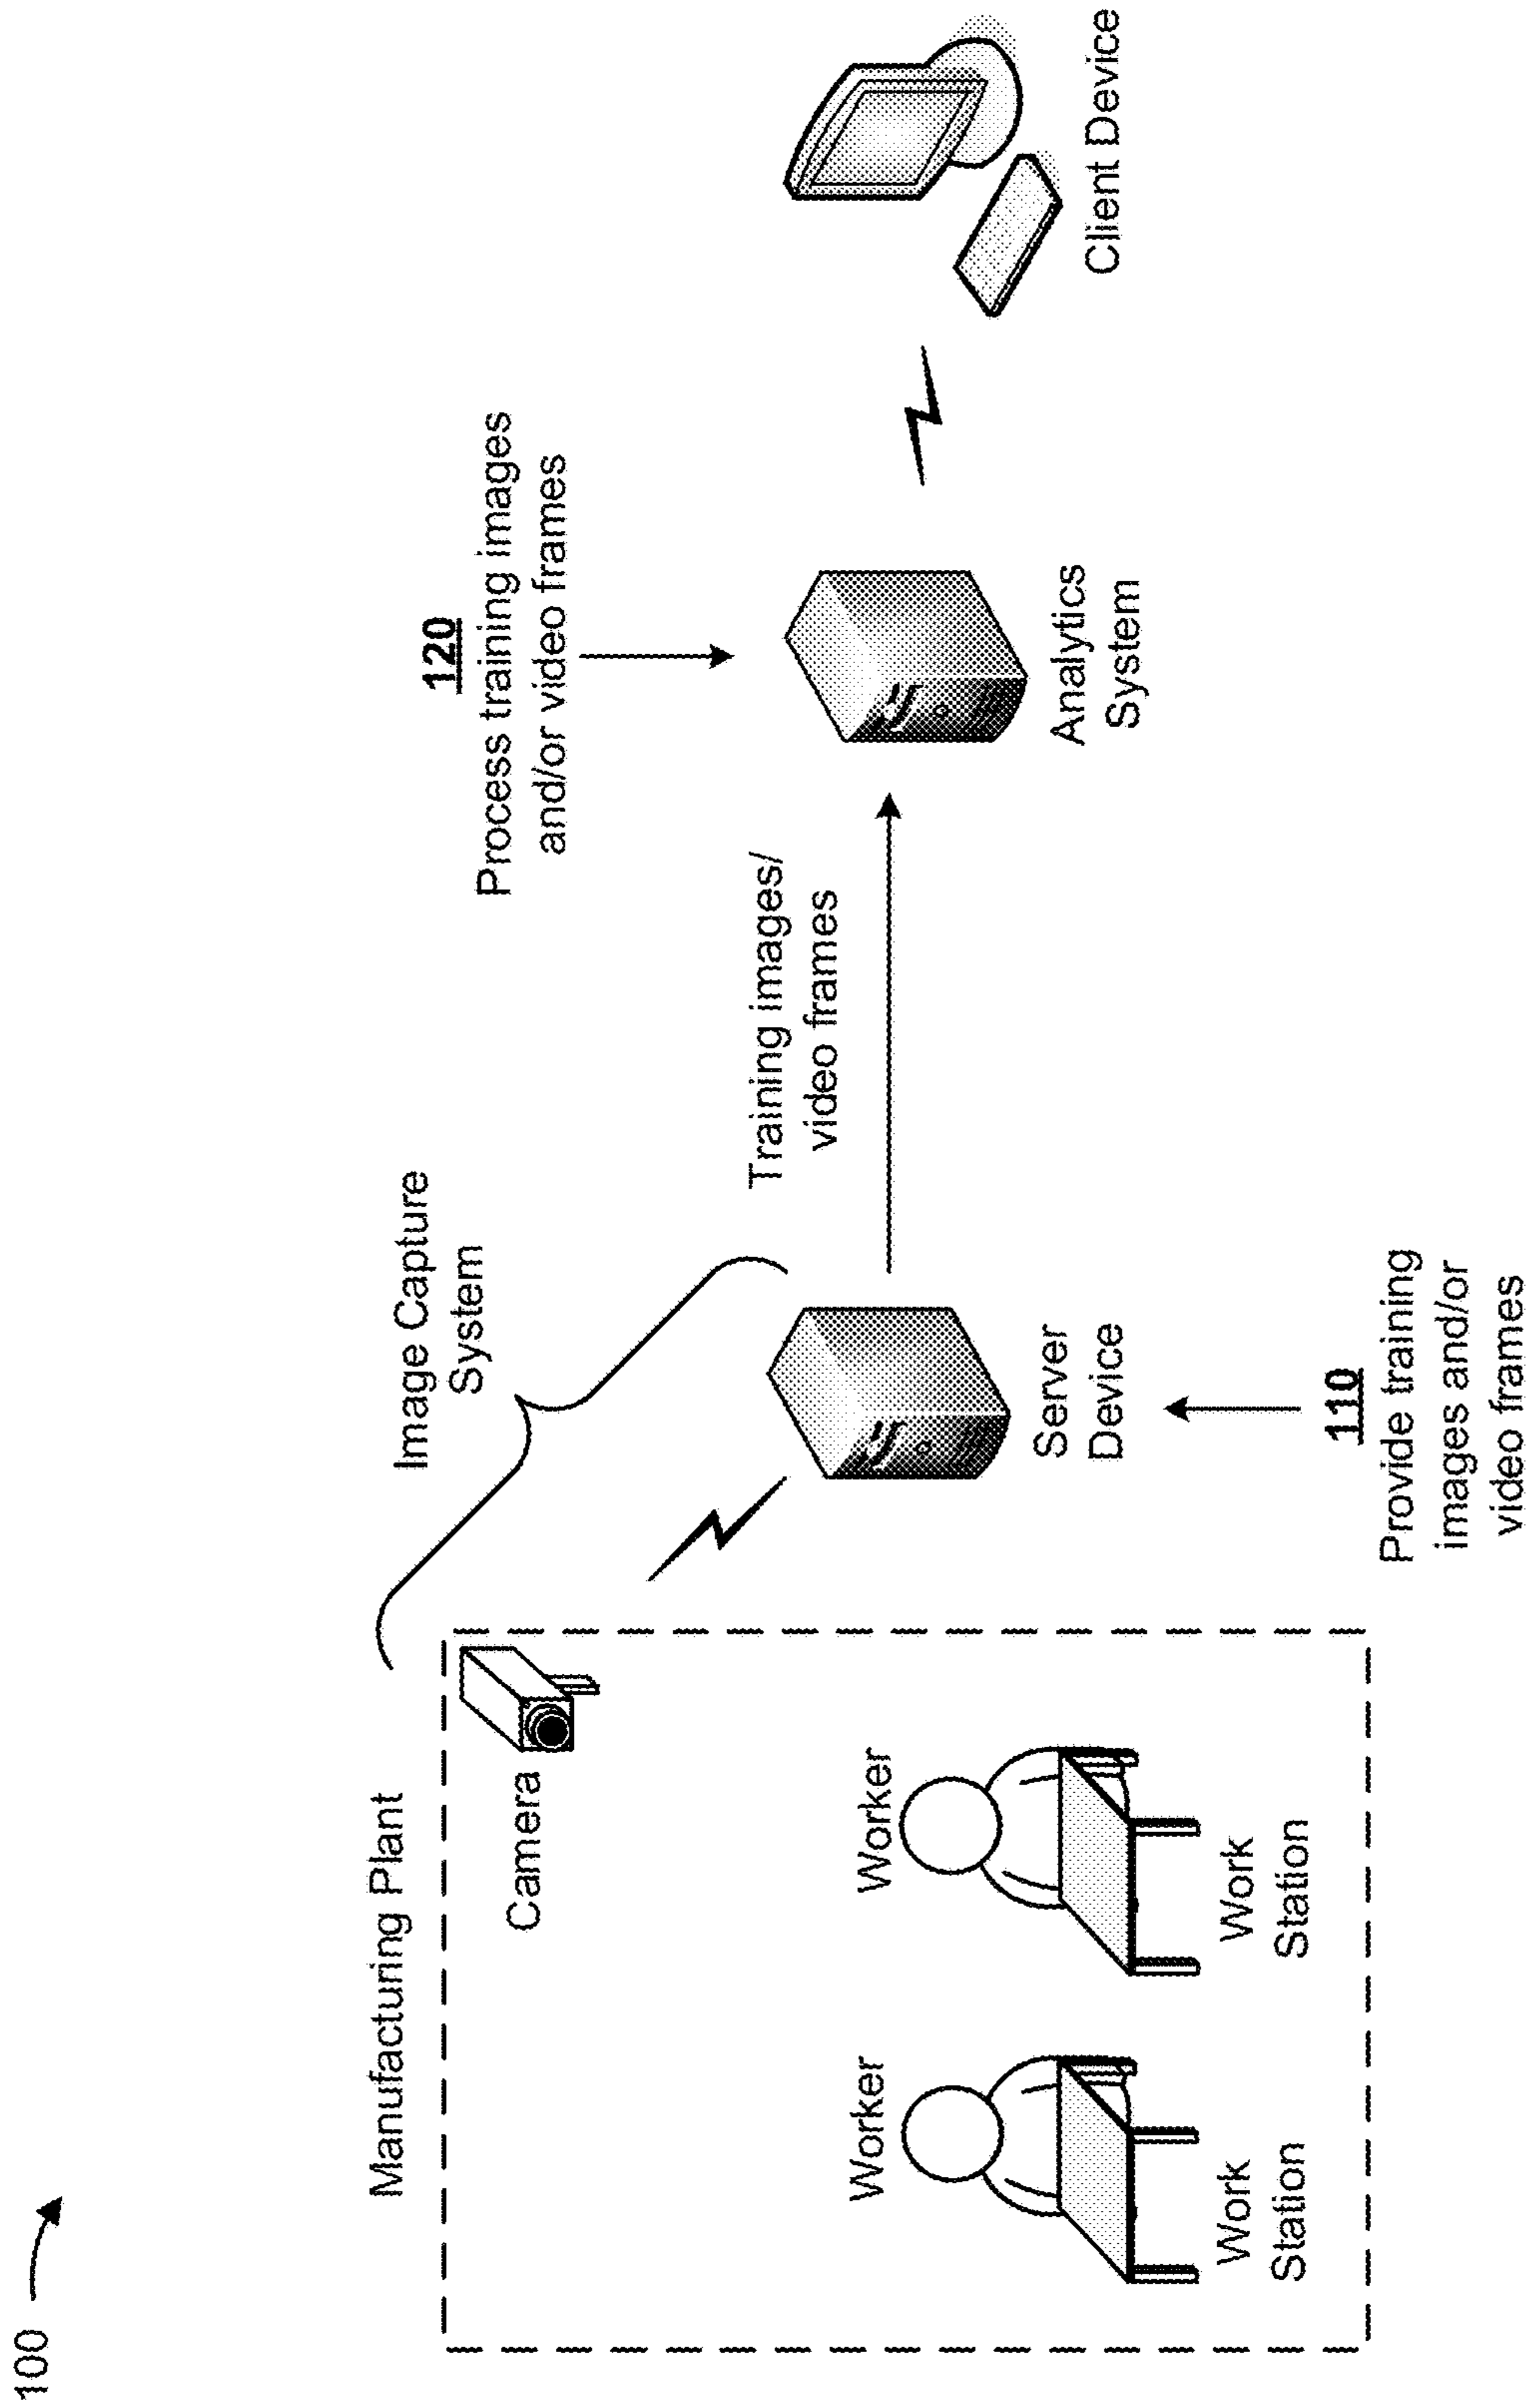 100
Manufacturing Plant
Camera
Worker
Work
Station
Worker
Work
Station
Image Capture
System
Server
Device
110
Provide training
images and/or
video frames
Training images/
video frames
120
Process training images
and/or video frames
Analytics
System
Client Device